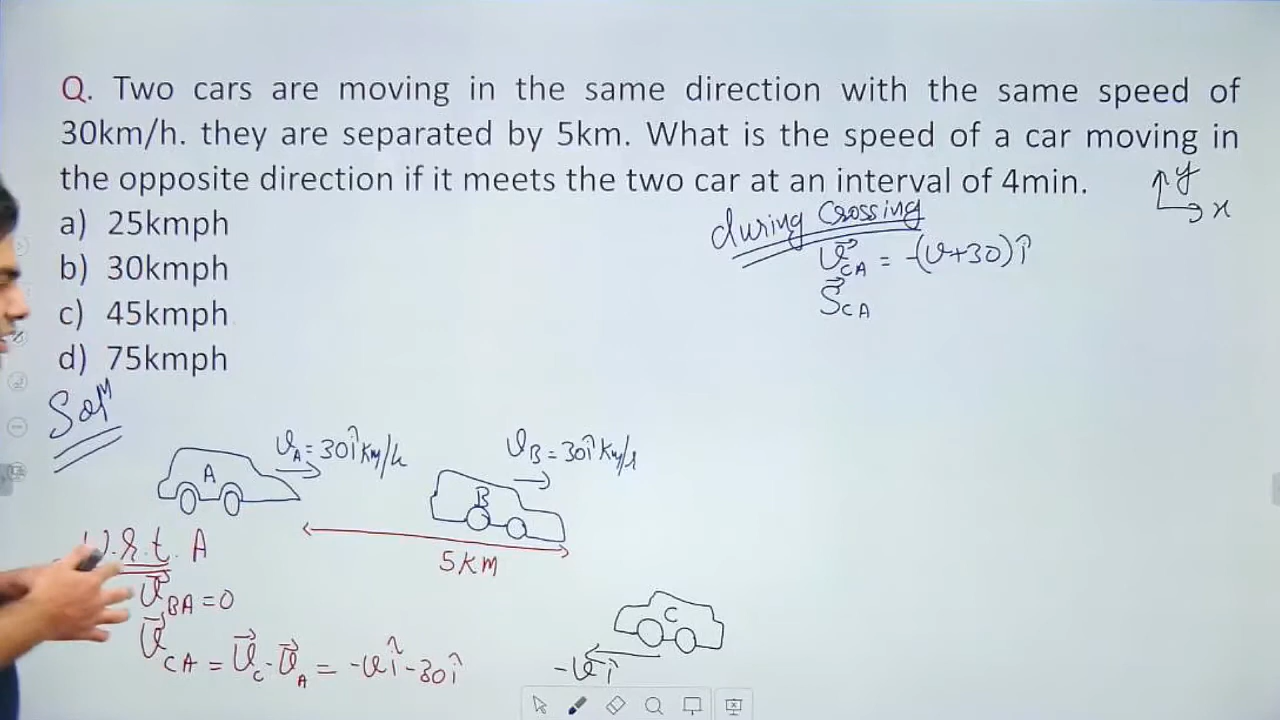 Q. Two cars are moving in the same direction with the same speed of
30km/h. they are separated by 5km. What is the speed of a car moving in
the opposite direction if it meets the two car at an interval of 4min.
a) 25kmph
b) 30kmph
c) 45kmph
d) 75kmph
y
x
during Crossing
v⃗CA = -(v+30)î
S⃗CA
Solⁿ
A
vA = 30î km/h
B
vB = 30î km/h
5KM
W.r.t. A
v⃗BA = 0
v⃗CA = v⃗C - v⃗A = -vî - 30î
C
-vî